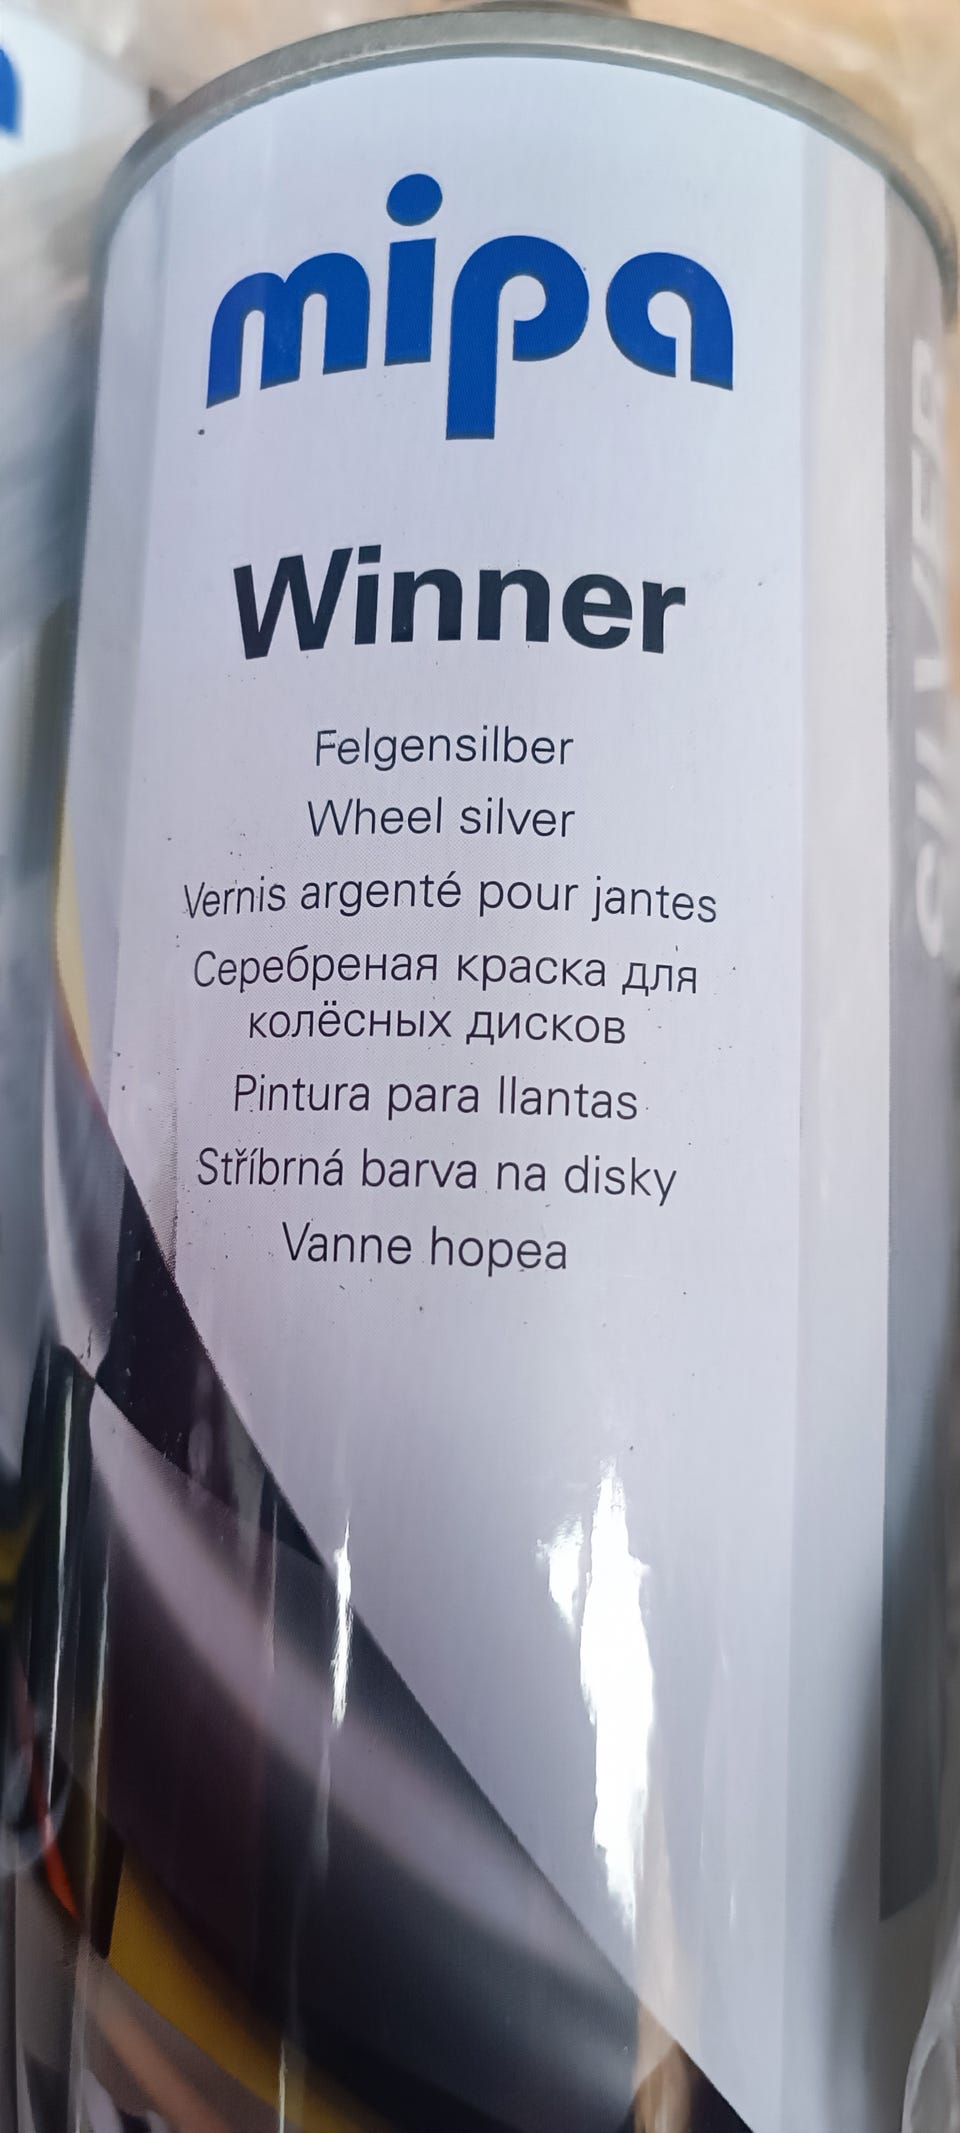 mipa
Winner
Felgensilber
Wheel silver
Vernis argenté pour jantes
Серебреная краска для
колёсных дисков
Pintura para llantas
Stříbrná barva na disky
Vanne hopea
SILVER